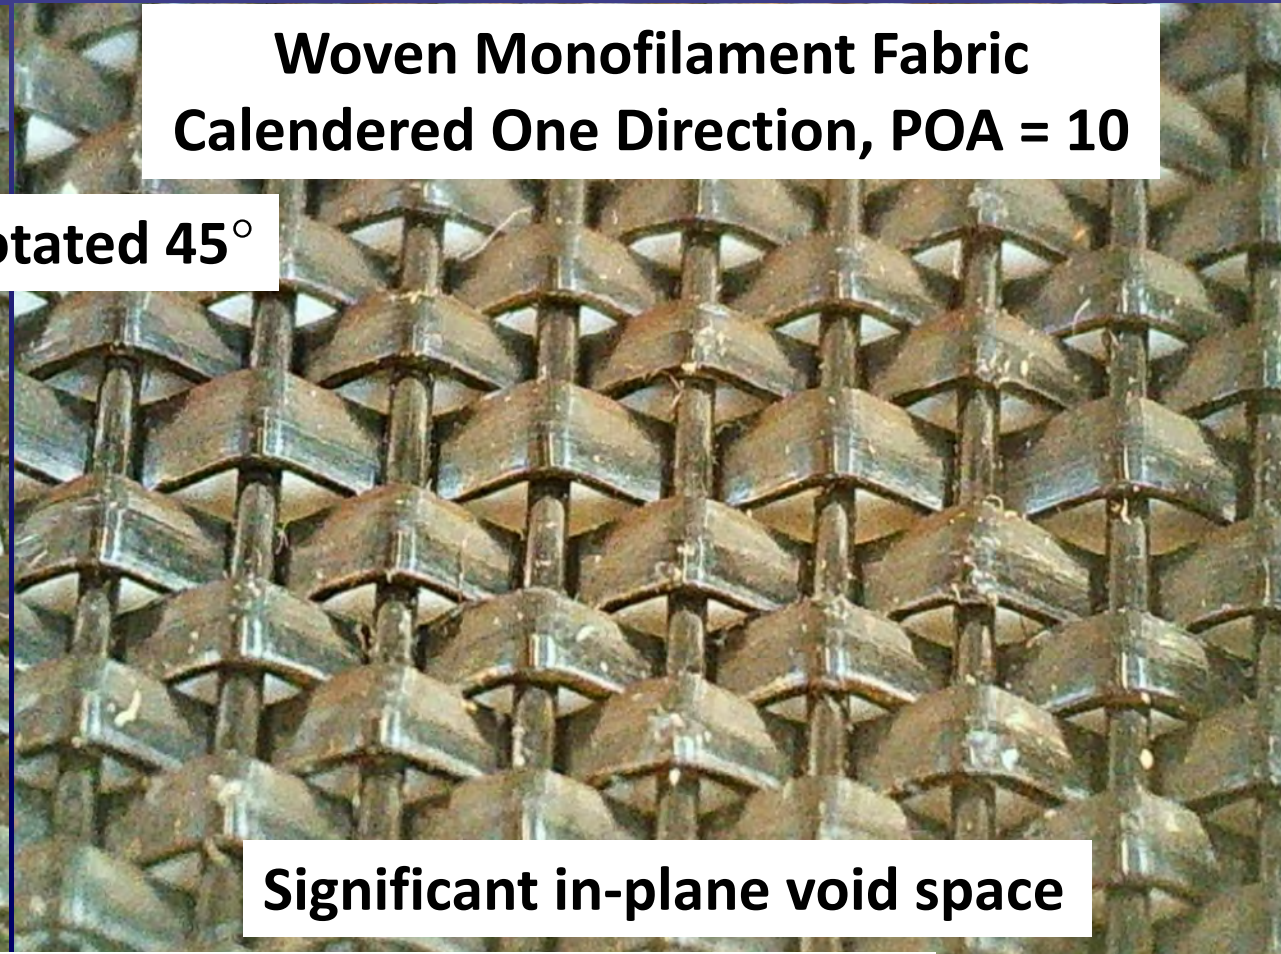 Woven Monofilament Fabric
Calendered One Direction, POA = 10
otated 45°
Significant in-plane void space